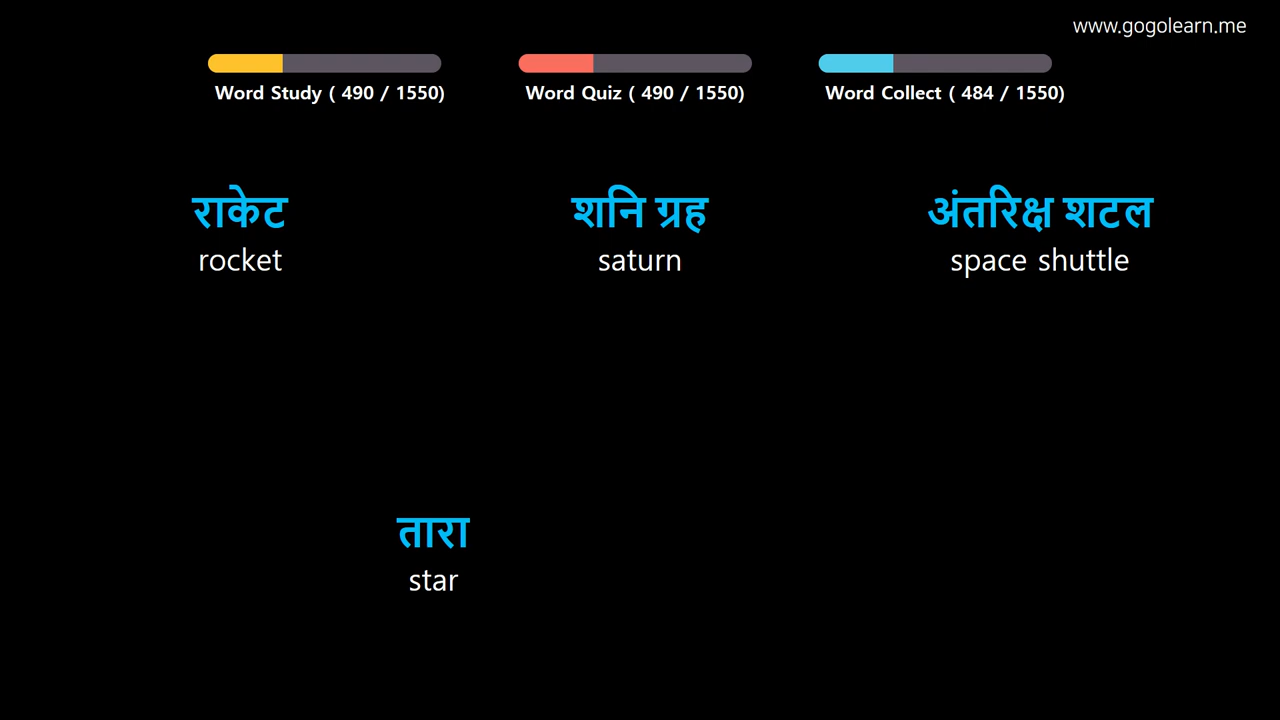 www.gogolearn.me
Word Study ( 490 / 1550)
Word Quiz ( 490 / 1550)
Word Collect ( 484 / 1550)
राकेट
rocket
शनि ग्रह
saturn
अंतरिक्ष शटल
space shuttle
तारा
star